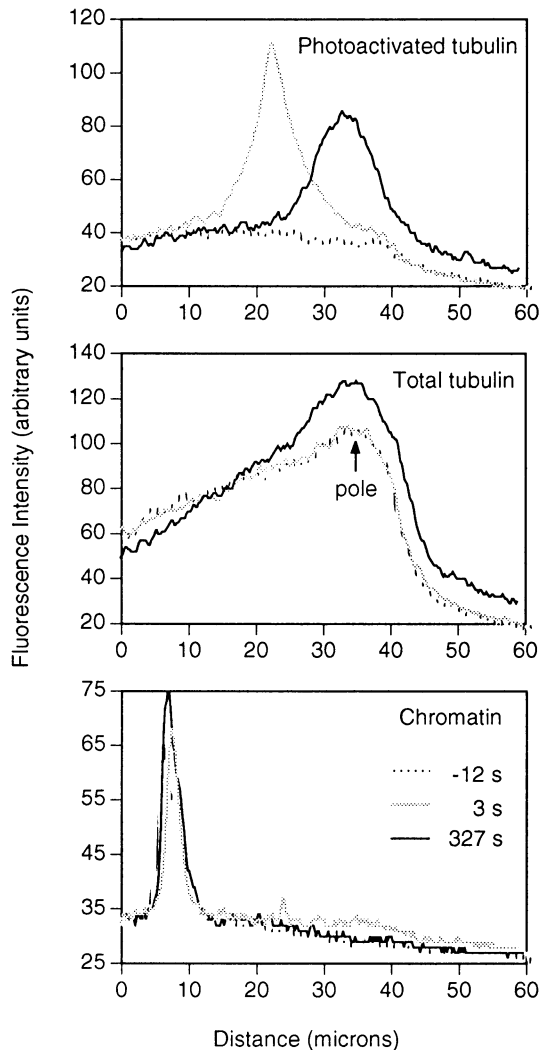 Fluorescence Intensity (arbitrary units)
120
100
80
60
40
20
Photoactivated tubulin
0 10 20 30 40 50 60
140
120
100
80
60
40
20
Total tubulin
pole
0 10 20 30 40 50 60
75
65
55
45
35
25
Chromatin
-12 s
3 s
327 s
0 10 20 30 40 50 60
Distance (microns)